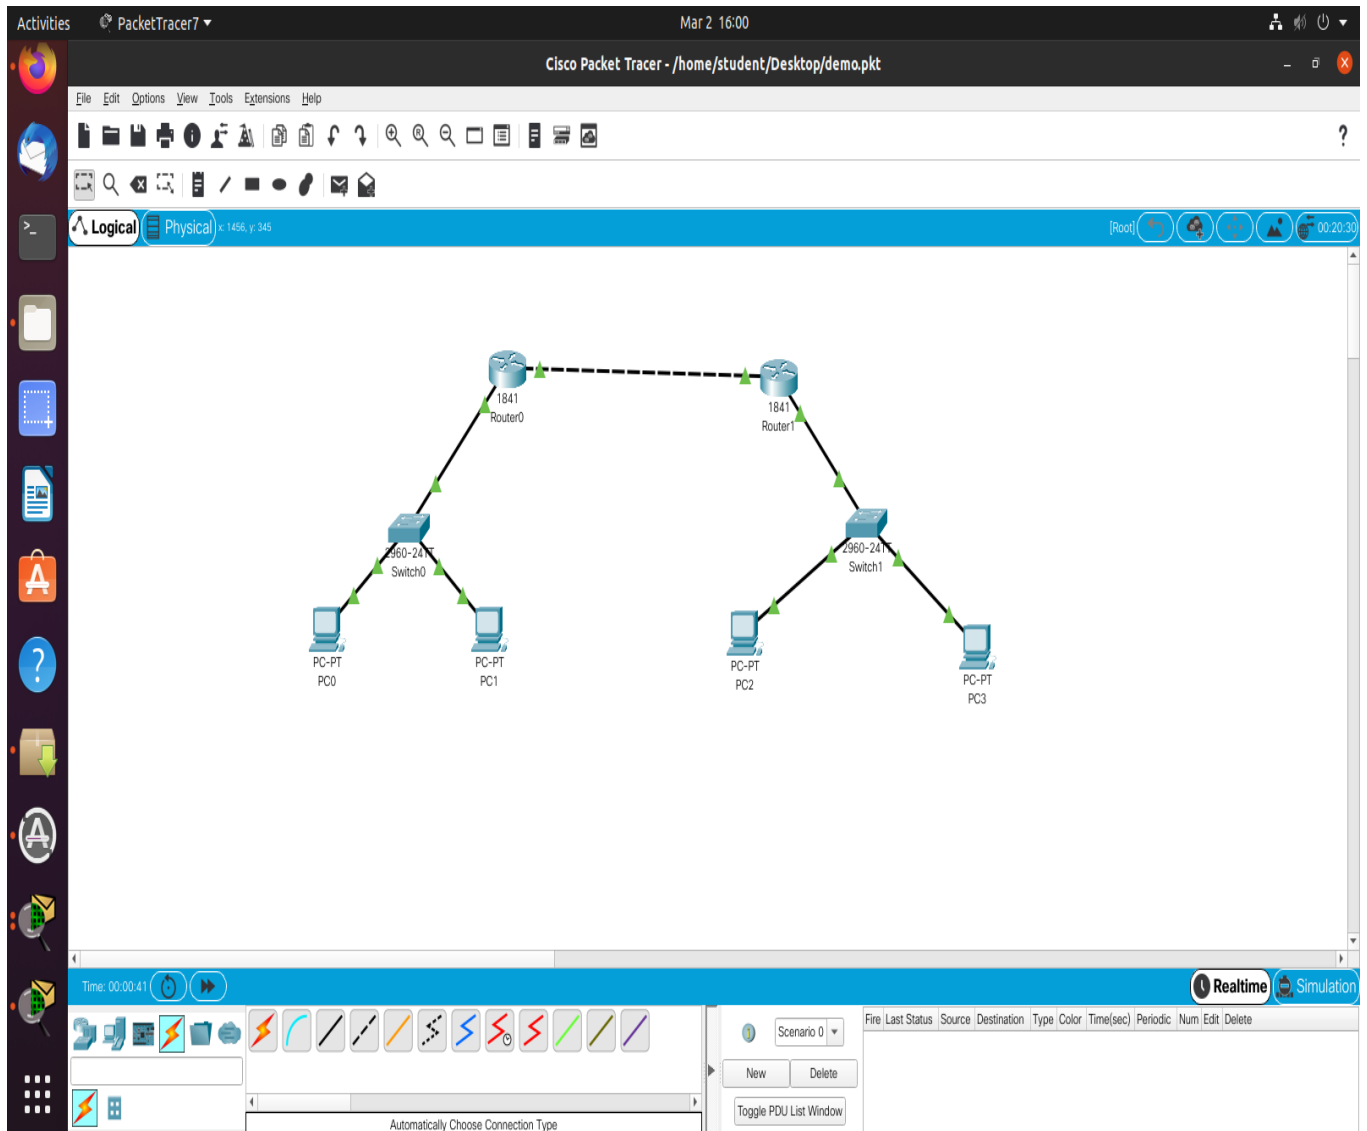 Activities PacketTracer7 Mar 2 16:00
Cisco Packet Tracer - /home/student/Desktop/demo.pkt
File Edit Options View Tools Extensions Help
?
Logical Physical x: 1456, y: 345 [Root] 00:20:30
1841
Router0
1841
Router1
2960-24TT
Switch0
2960-24TT
Switch1
PC-PT
PC0
PC-PT
PC1
PC-PT
PC2
PC-PT
PC3
Time: 00:00:41 Realtime Simulation
Scenario 0
Fire Last Status Source Destination Type Color Time(sec) Periodic Num Edit Delete
New Delete
Toggle PDU List Window
Automatically Choose Connection Type